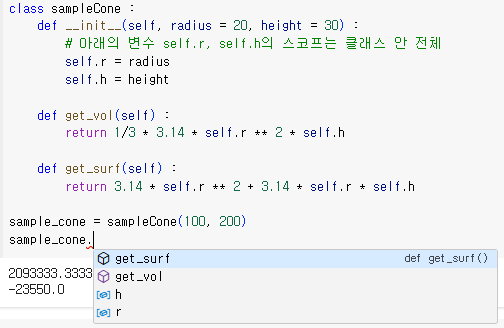 class sampleCone :
def __init__(self, radius = 20, height = 30) :
# 아래의 변수 self.r, self.h의 스코프는 클래스 안 전체
self.r = radius
self.h = height
def get_vol(self) :
return 1/3 * 3.14 * self.r ** 2 * self.h
def get_surf(self) :
return 3.14 * self.r ** 2 + 3.14 * self.r * self.h
sample_cone = sampleCone(100, 200)
sample_cone.
get_surf def get_surf()
2093333.3333
get_vol
-23550.0
h
r